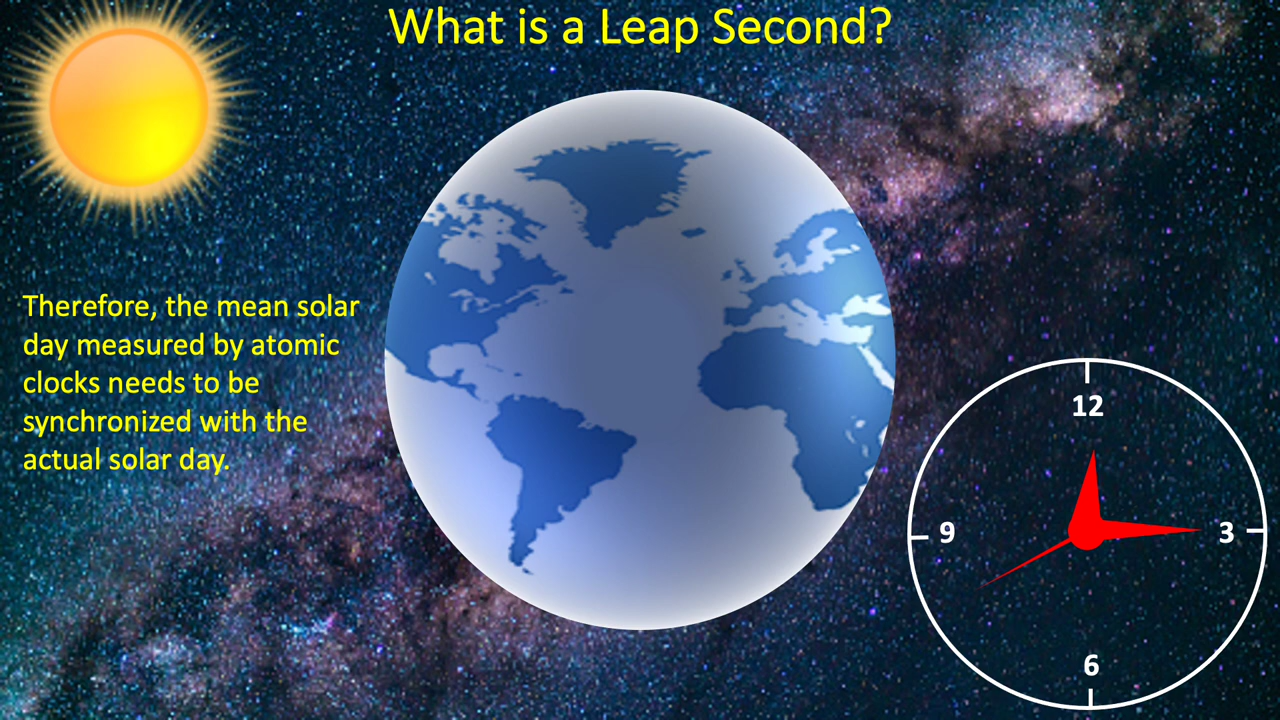 What is a Leap Second?
Therefore, the mean solar
day measured by atomic
clocks needs to be
synchronized with the
actual solar day.
12
9
3
6